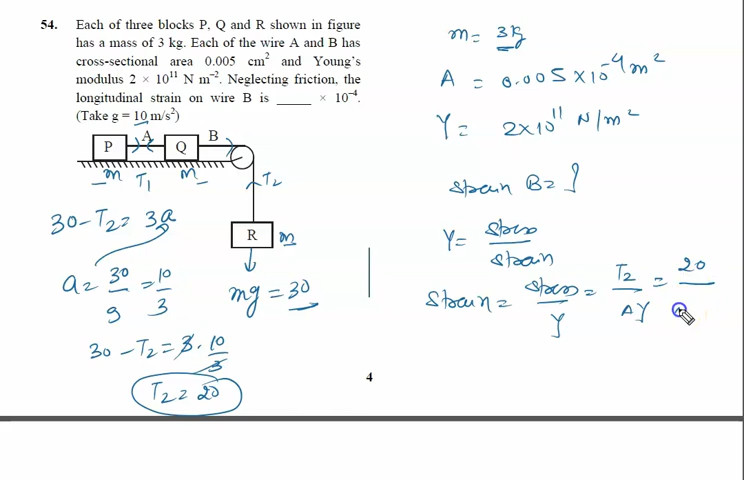 54. Each of three blocks P, Q and R shown in figure
has a mass of 3 kg. Each of the wire A and B has
cross-sectional area 0.005 cm² and Young's
modulus 2 × 10¹¹ N m⁻². Neglecting friction, the
longitudinal strain on wire B is _____ × 10⁻⁴.
(Take g = 10 m/s²)
P A Q B
m T₁ m T₂
R m
30 - T₂ = 3a
a = 30/9 = 10/3
mg = 30
30 - T₂ = 3 · 10/3
T₂ = 20
m = 3kg
A = 0.005 × 10⁻⁴ m²
Y = 2×10¹¹ N/m²
strain B = ?
Y = stress/strain
strain = stress/Y = T₂/AY = 20
4